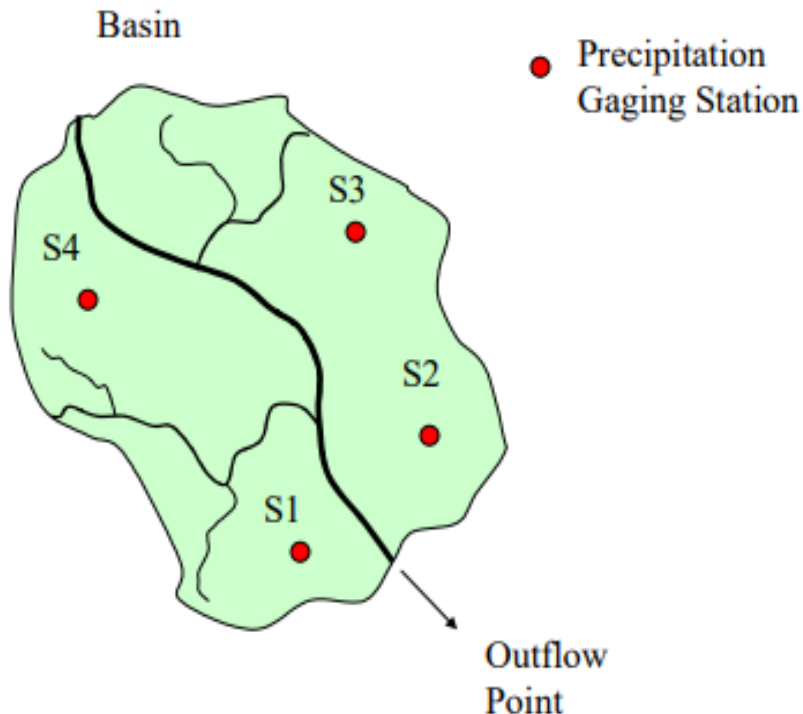 Basin
Precipitation
Gaging Station
S3
S4
S2
S1
Outflow
Point